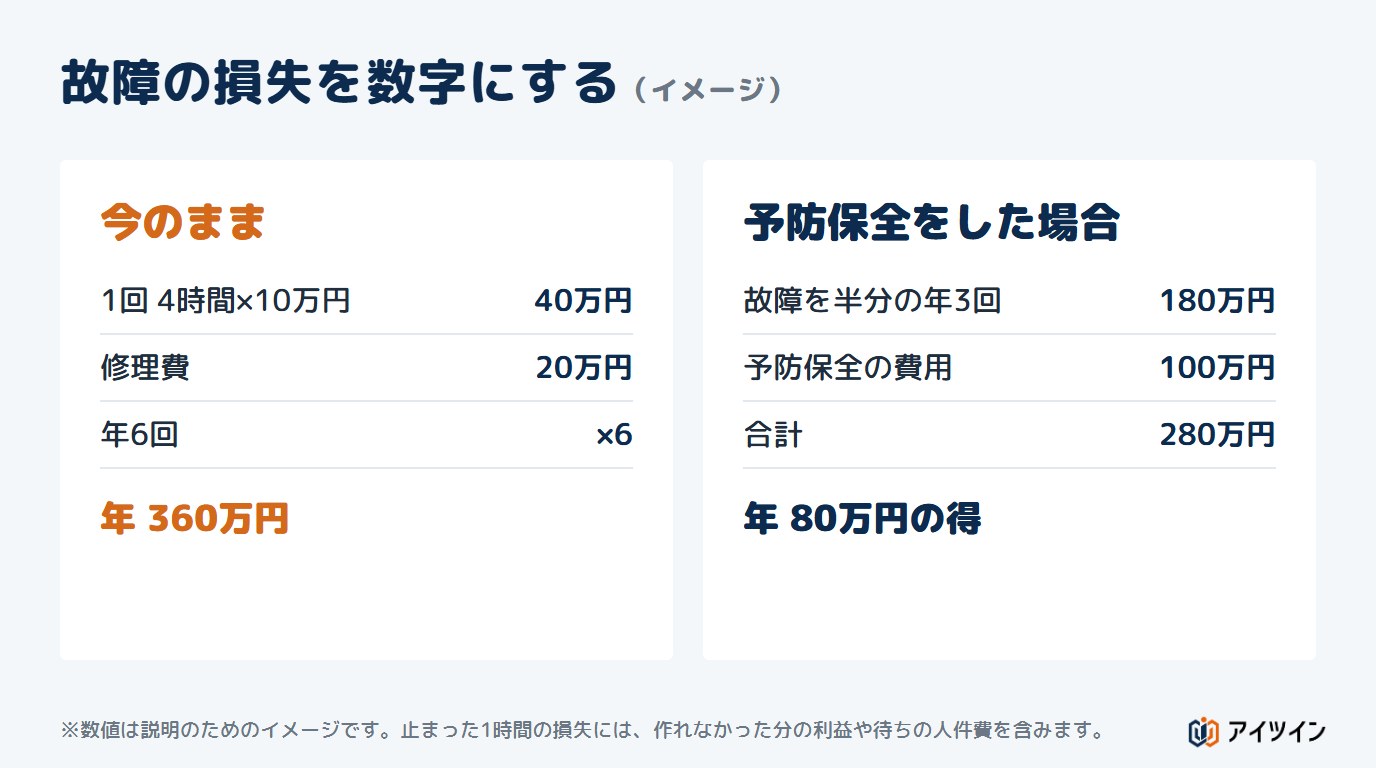 故障の損失を数字にする（イメージ）
今のまま
1回 4時間×10万円 40万円
修理費 20万円
年6回 ×6
年 360万円
予防保全をした場合
故障を半分の年3回 180万円
予防保全の費用 100万円
合計 280万円
年 80万円の得
※数値は説明のためのイメージです。止まった1時間の損失には、作れなかった分の利益や待ちの人件費を含みます。
アイツイン